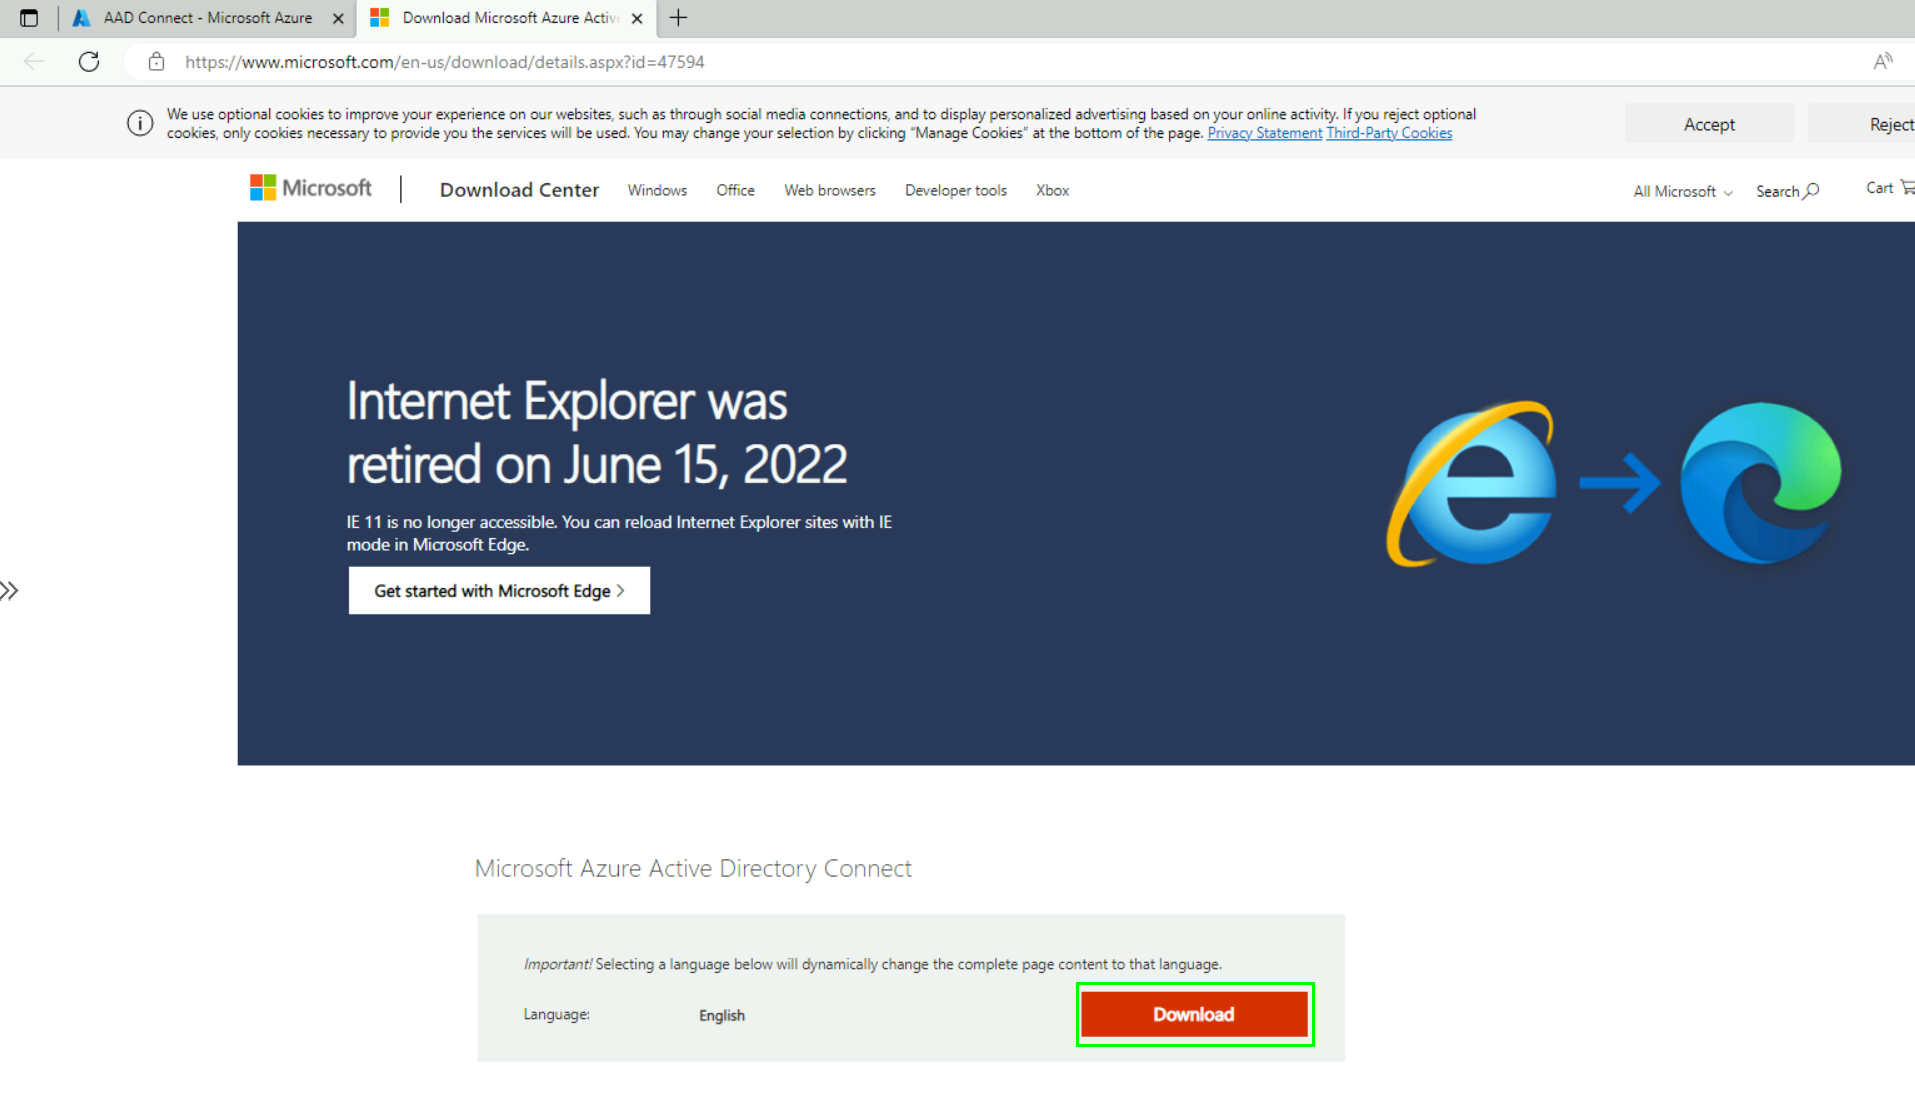 AAD Connect - Microsoft Azure
Download Microsoft Azure Activ
https://www.microsoft.com/en-us/download/details.aspx?id=47594
We use optional cookies to improve your experience on our websites, such as through social media connections, and to display personalized advertising based on your online activity. If you reject optional
cookies, only cookies necessary to provide you the services will be used. You may change your selection by clicking “Manage Cookies” at the bottom of the page. Privacy Statement Third-Party Cookies
Accept
Reject
Microsoft
Download Center
Windows
Office
Web browsers
Developer tools
Xbox
All Microsoft
Search
Cart
Internet Explorer was
retired on June 15, 2022
IE 11 is no longer accessible. You can reload Internet Explorer sites with IE
mode in Microsoft Edge.
Get started with Microsoft Edge >
Microsoft Azure Active Directory Connect
Important! Selecting a language below will dynamically change the complete page content to that language.
Language:
English
Download